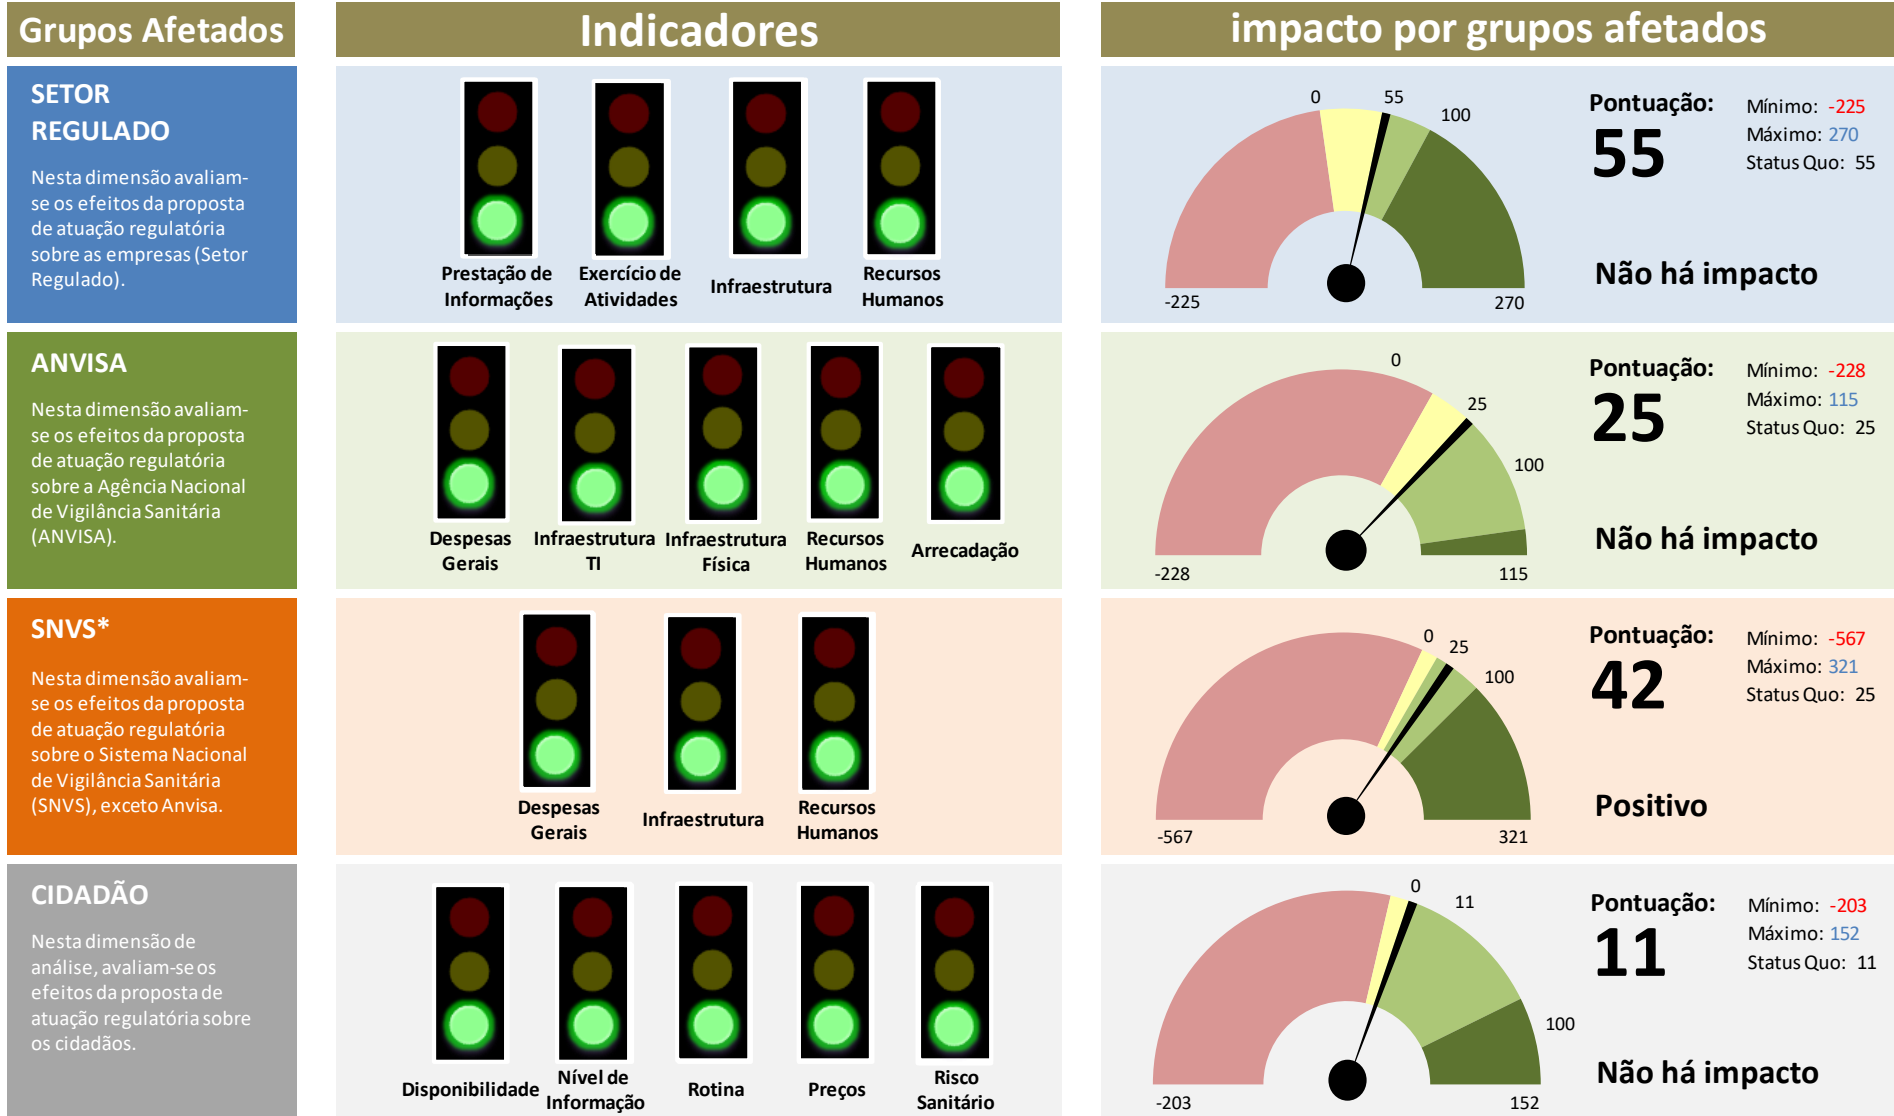 Grupos Afetados
Indicadores
impacto por grupos afetados
SETOR
REGULADO
Nesta dimensão avaliam-
se os efeitos da proposta
de atuação regulatória
sobre as empresas (Setor
Regulado).
Prestação de
Informações
Exercício de
Atividades
Infraestrutura
Recursos
Humanos
0
55
100
-225
270
Pontuação:
55
Mínimo: -225
Máximo: 270
Status Quo: 55
Não há impacto
ANVISA
Nesta dimensão avaliam-
se os efeitos da proposta
de atuação regulatória
sobre a Agência Nacional
de Vigilância Sanitária
(ANVISA).
Despesas
Gerais
Infraestrutura
TI
Infraestrutura
Física
Recursos
Humanos
Arrecadação
0
25
100
-228
115
Pontuação:
25
Mínimo: -228
Máximo: 115
Status Quo: 25
Não há impacto
SNVS*
Nesta dimensão avaliam-
se os efeitos da proposta
de atuação regulatória
sobre o Sistema Nacional
de Vigilância Sanitária
(SNVS), exceto Anvisa.
Despesas
Gerais
Infraestrutura
Recursos
Humanos
0
25
100
-567
321
Pontuação:
42
Mínimo: -567
Máximo: 321
Status Quo: 25
Positivo
CIDADÃO
Nesta dimensão de
análise, avaliam-se os
efeitos da proposta de
atuação regulatória sobre
os cidadãos.
Disponibilidade
Nível de
Informação
Rotina
Preços
Risco
Sanitário
0
11
100
-203
152
Pontuação:
11
Mínimo: -203
Máximo: 152
Status Quo: 11
Não há impacto